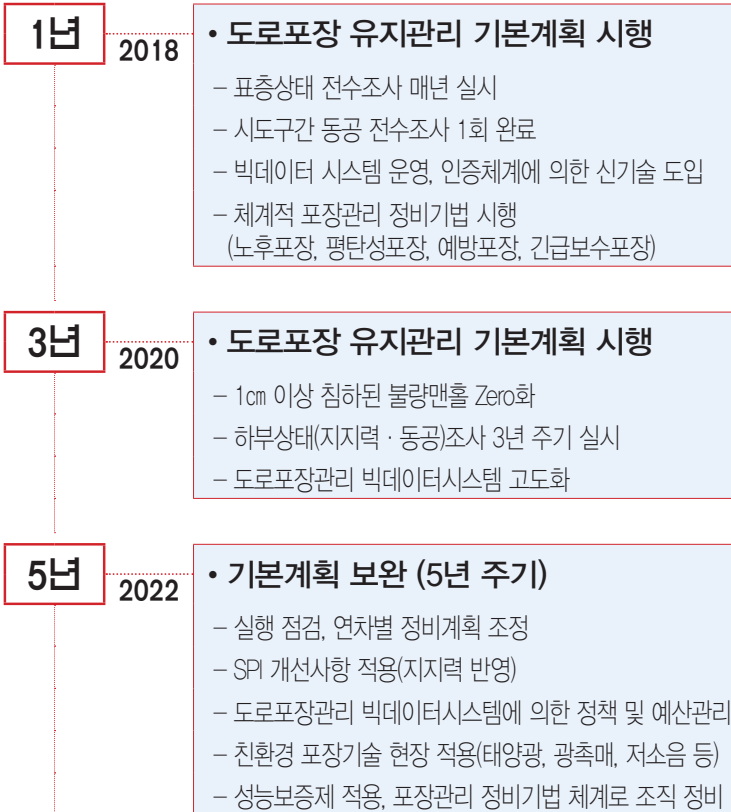 1년
2018
• 도로포장 유지관리 기본계획 시행
– 표층상태 전수조사 매년 실시
– 시도구간 동공 전수조사 1회 완료
– 빅데이터 시스템 운영, 인증체계에 의한 신기술 도입
– 체계적 포장관리 정비기법 시행
(노후포장, 평탄성포장, 예방포장, 긴급보수포장)
3년
2020
• 도로포장 유지관리 기본계획 시행
– 1㎝ 이상 침하된 불량맨홀 Zero화
– 하부상태(지지력 · 동공)조사 3년 주기 실시
– 도로포장관리 빅데이터시스템 고도화
5년
2022
• 기본계획 보완 (5년 주기)
– 실행 점검, 연차별 정비계획 조정
– SPI 개선사항 적용(지지력 반영)
– 도로포장관리 빅데이터시스템에 의한 정책 및 예산관리
– 친환경 포장기술 현장 적용(태양광, 광촉매, 저소음 등)
– 성능보증제 적용, 포장관리 정비기법 체계로 조직 정비